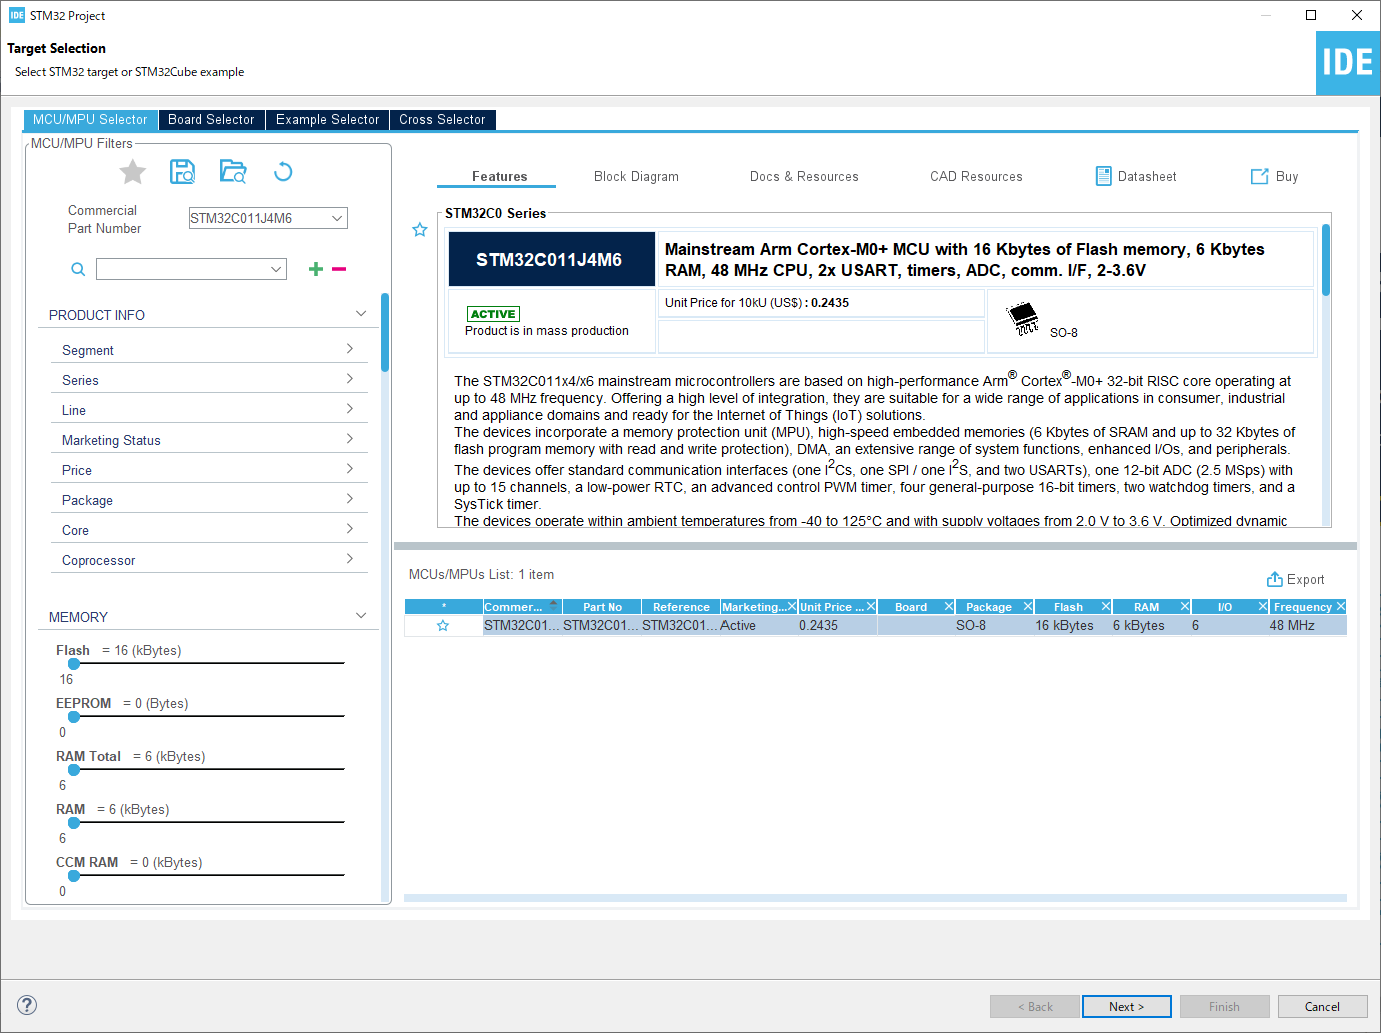 IDE STM32 Project
Target Selection
Select STM32 target or STM32Cube example
IDE
MCU/MPU Selector
Board Selector
Example Selector
Cross Selector
MCU/MPU Filters
Commercial
Part Number
STM32C011J4M6
PRODUCT INFO
Segment
Series
Line
Marketing Status
Price
Package
Core
Coprocessor
MEMORY
Flash = 16 (kBytes)
16
EEPROM = 0 (Bytes)
0
RAM Total = 6 (kBytes)
6
RAM = 6 (kBytes)
6
CCM RAM = 0 (kBytes)
0
Features
Block Diagram
Docs & Resources
CAD Resources
Datasheet
Buy
STM32C0 Series
STM32C011J4M6
Mainstream Arm Cortex-M0+ MCU with 16 Kbytes of Flash memory, 6 Kbytes
RAM, 48 MHz CPU, 2x USART, timers, ADC, comm. I/F, 2-3.6V
ACTIVE
Product is in mass production
Unit Price for 10kU (US$) : 0.2435
SO-8
The STM32C011x4/x6 mainstream microcontrollers are based on high-performance Arm® Cortex®-M0+ 32-bit RISC core operating at
up to 48 MHz frequency. Offering a high level of integration, they are suitable for a wide range of applications in consumer, industrial
and appliance domains and ready for the Internet of Things (IoT) solutions.
The devices incorporate a memory protection unit (MPU), high-speed embedded memories (6 Kbytes of SRAM and up to 32 Kbytes of
flash program memory with read and write protection), DMA, an extensive range of system functions, enhanced I/Os, and peripherals.
The devices offer standard communication interfaces (one I²Cs, one SPI / one I²S, and two USARTs), one 12-bit ADC (2.5 MSps) with
up to 15 channels, a low-power RTC, an advanced control PWM timer, four general-purpose 16-bit timers, two watchdog timers, and a
SysTick timer.
The devices operate within ambient temperatures from -40 to 125°C and with supply voltages from 2.0 V to 3.6 V. Optimized dynamic
MCUs/MPUs List: 1 item
Export
* Commer... Part No Reference Marketing... Unit Price ... Board Package Flash RAM I/O Frequency
STM32C01... STM32C01... STM32C01... Active 0.2435 SO-8 16 kBytes 6 kBytes 6 48 MHz
?
< Back
Next >
Finish
Cancel